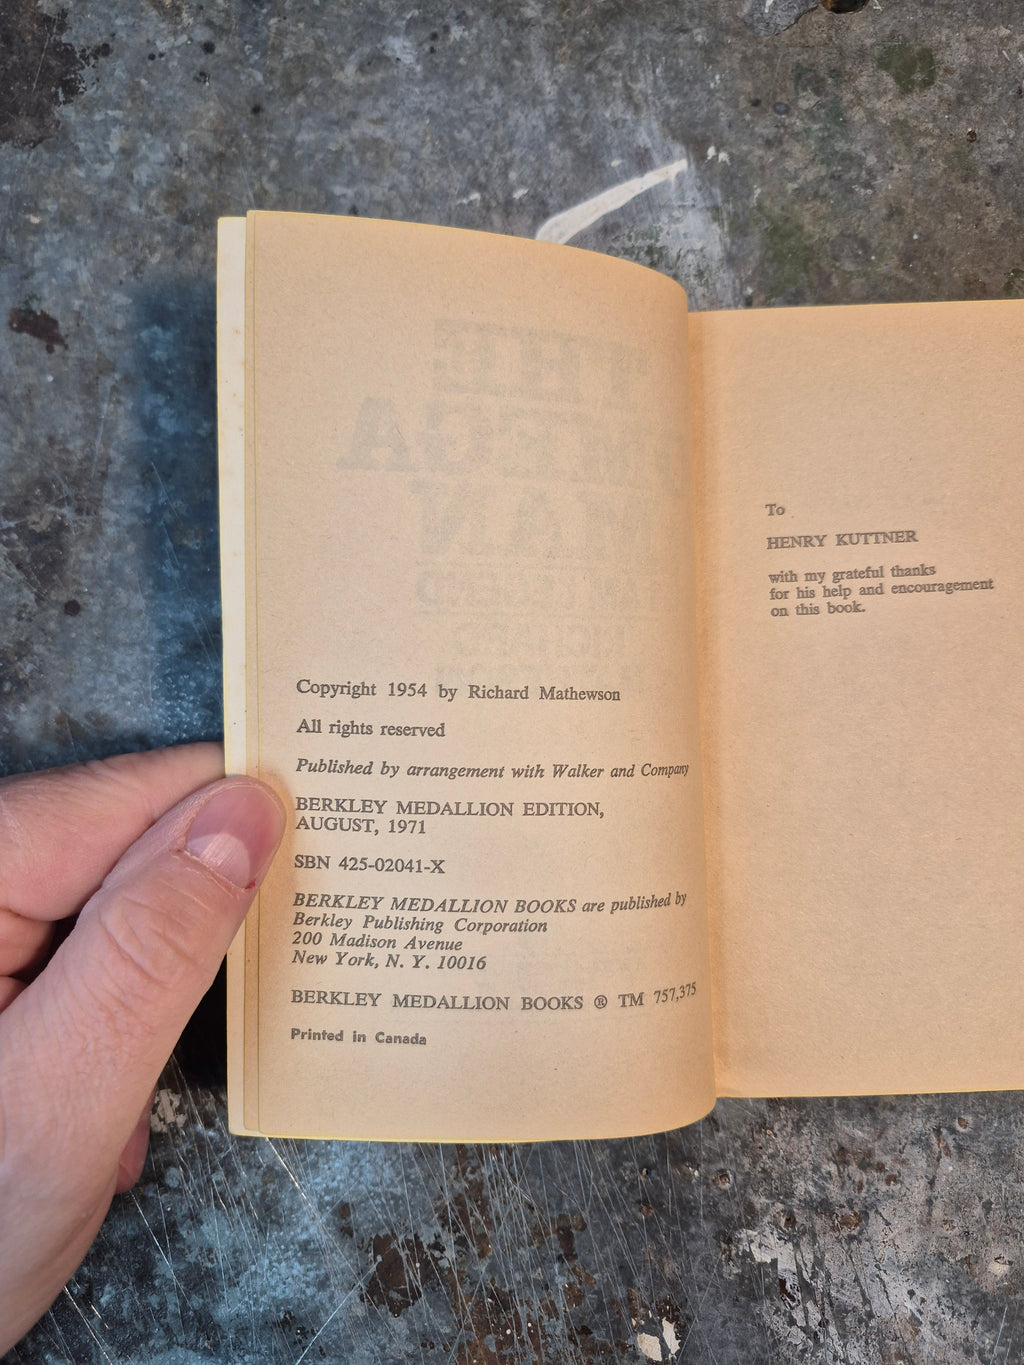 Copyright 1954 by Richard Mathewson
All rights reserved
Published by arrangement with Walker and Company
BERKLEY MEDALLION EDITION,
AUGUST, 1971
SBN 425-02041-X
BERKLEY MEDALLION BOOKS are published by
Berkley Publishing Corporation
200 Madison Avenue
New York, N. Y. 10016
BERKLEY MEDALLION BOOKS ® TM 757,375
Printed in Canada
To
HENRY KUTTNER
with my grateful thanks
for his help and encouragement
on this book.